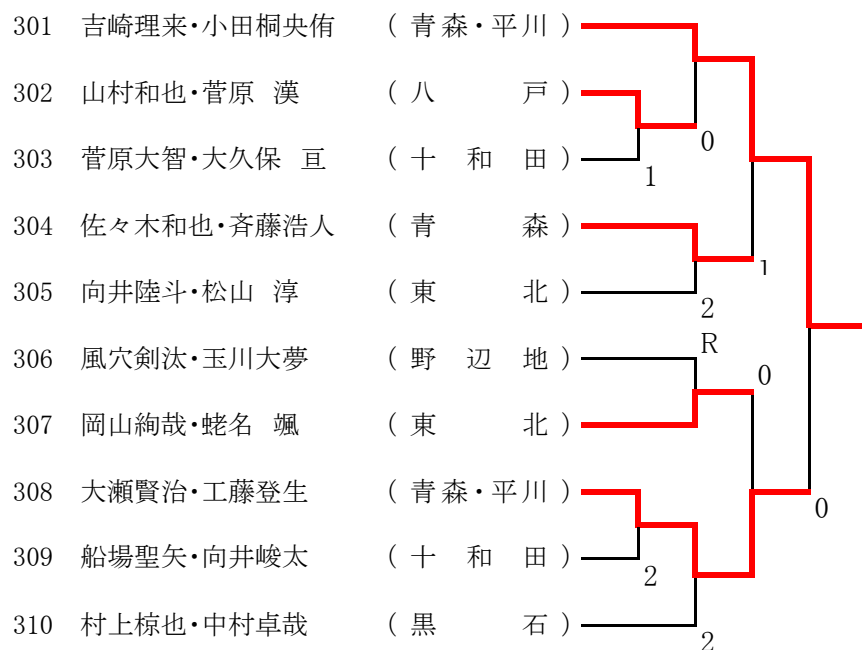 301 吉崎理来・小田桐央侑 ( 青森・平川 )
302 山村和也・菅原 漢 ( 八 戸 )
0
303 菅原大智・大久保 亘 ( 十 和 田 )
1
304 佐々木和也・斉藤浩人 ( 青 森 )
1
305 向井陸斗・松山 淳 ( 東 北 )
2
R
306 風穴剣汰・玉川大夢 ( 野 辺 地 )
0
307 岡山絢哉・蛯名 颯 ( 東 北 )
308 大瀬賢治・工藤登生 ( 青森・平川 )
0
309 船場聖矢・向井峻太 ( 十 和 田 )
2
310 村上椋也・中村卓哉 ( 黒 石 )
2